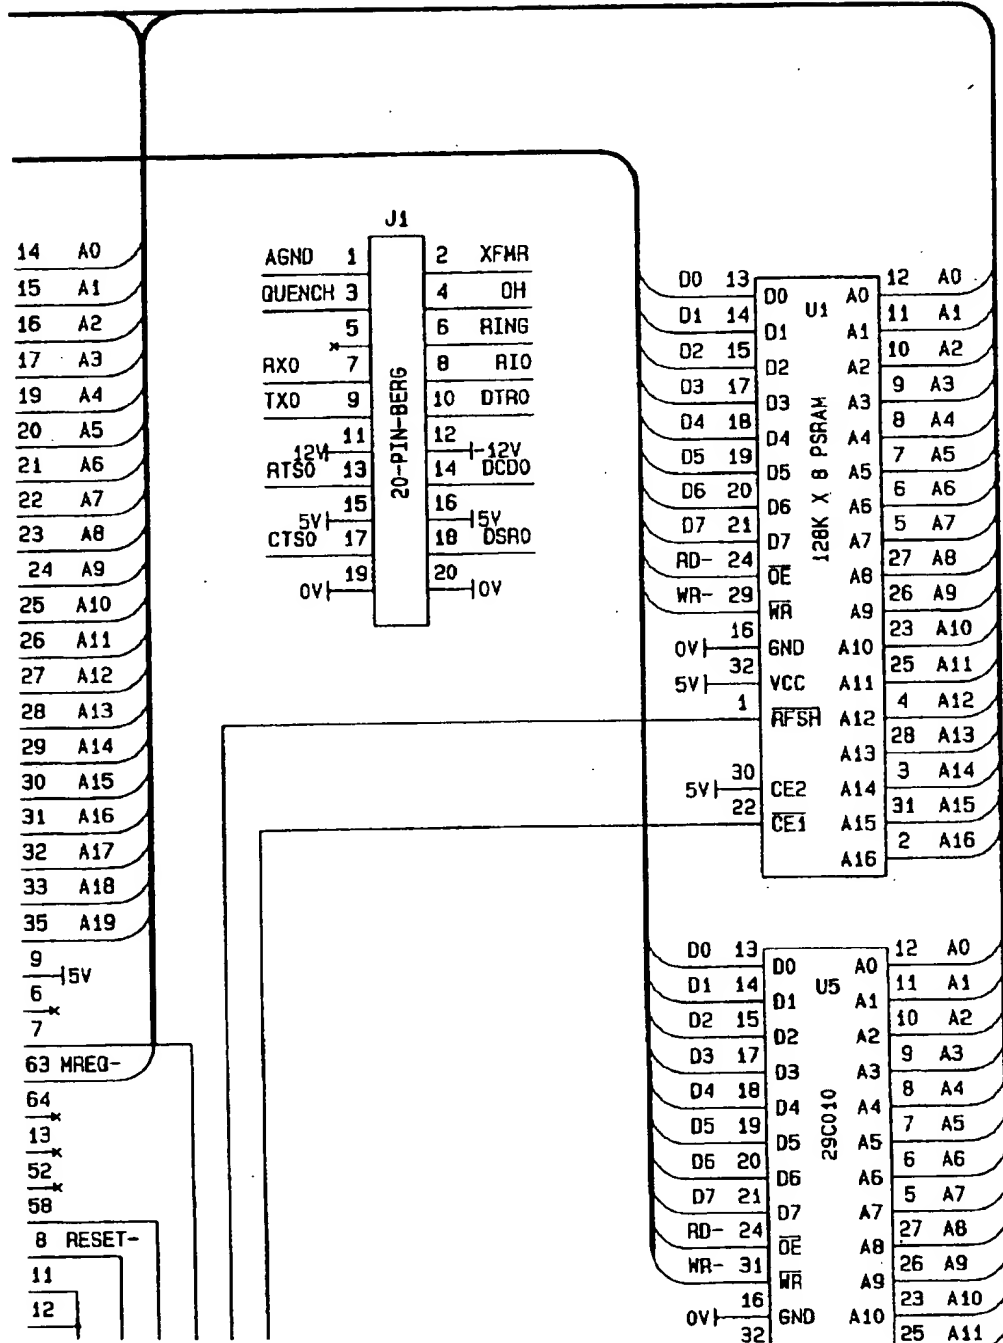 14 A0
15 A1
16 A2
17 A3
19 A4
20 A5
21 A6
22 A7
23 A8
24 A9
25 A10
26 A11
27 A12
28 A13
29 A14
30 A15
31 A16
32 A17
33 A18
35 A19
9
5V
6
7
63 MREQ-
64
13
52
58
8 RESET-
11
12
J1
AGND 1 2 XFMR
QUENCH 3 4 OH
5 6 RING
RX0 7 8 RI0
TX0 9 10 DTR0
11 12
12V -12V
RTS0 13 14 DCD0
15 16
5V 5V
CTS0 17 18 DSR0
19 20
0V 0V
20-PIN-BERG
U1
128K X 8 PSRAM
D0 13 D0 A0 12 A0
D1 14 D1 A1 11 A1
D2 15 D2 A2 10 A2
D3 17 D3 A3 9 A3
D4 18 D4 A4 8 A4
D5 19 D5 A5 7 A5
D6 20 D6 A6 6 A6
D7 21 D7 A7 5 A7
RD- 24 OE A8 27 A8
WR- 29 WR A9 26 A9
0V 16 GND A10 23 A10
5V 32 VCC A11 25 A11
1 RFSH A12 4 A12
A13 28 A13
5V 30 CE2 A14 3 A14
22 CE1 A15 31 A15
A16 2 A16
U5
29C010
D0 13 D0 A0 12 A0
D1 14 D1 A1 11 A1
D2 15 D2 A2 10 A2
D3 17 D3 A3 9 A3
D4 18 D4 A4 8 A4
D5 19 D5 A5 7 A5
D6 20 D6 A6 6 A6
D7 21 D7 A7 5 A7
RD- 24 OE A8 27 A8
WR- 31 WR A9 26 A9
0V 16 GND A10 23 A10
32 25 A11